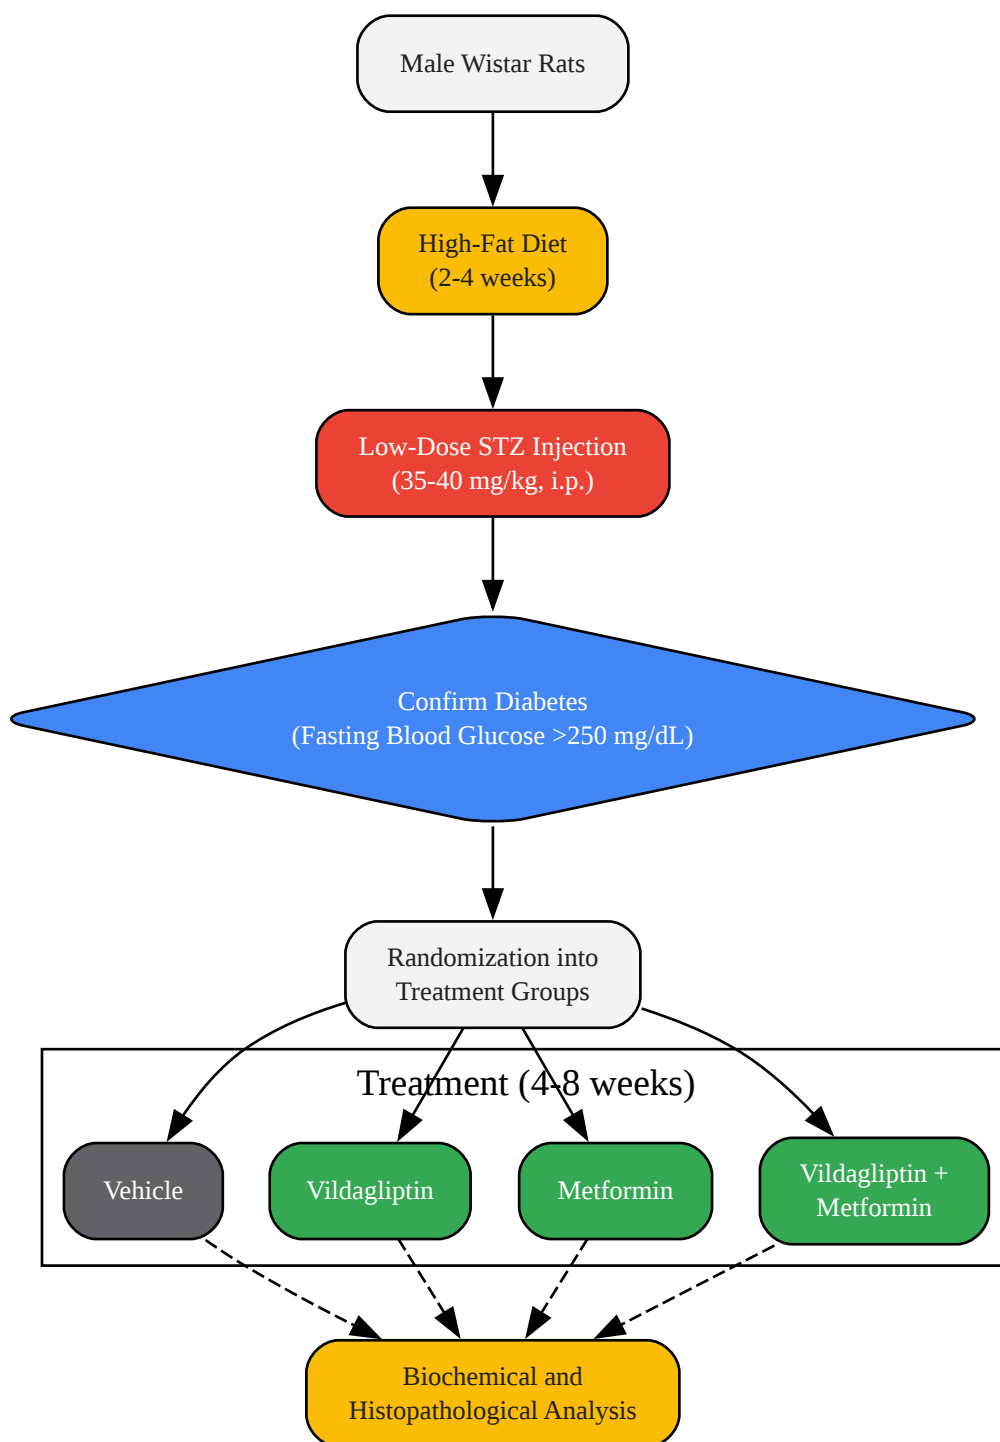 Male Wistar Rats
High-Fat Diet
(2-4 weeks)
Low-Dose STZ Injection
(35-40 mg/kg, i.p.)
Confirm Diabetes
(Fasting Blood Glucose >250 mg/dL)
Randomization into
Treatment Groups
Treatment (4-8 weeks)
Vehicle
Vildagliptin
Metformin
Vildagliptin +
Metformin
Biochemical and
Histopathological Analysis